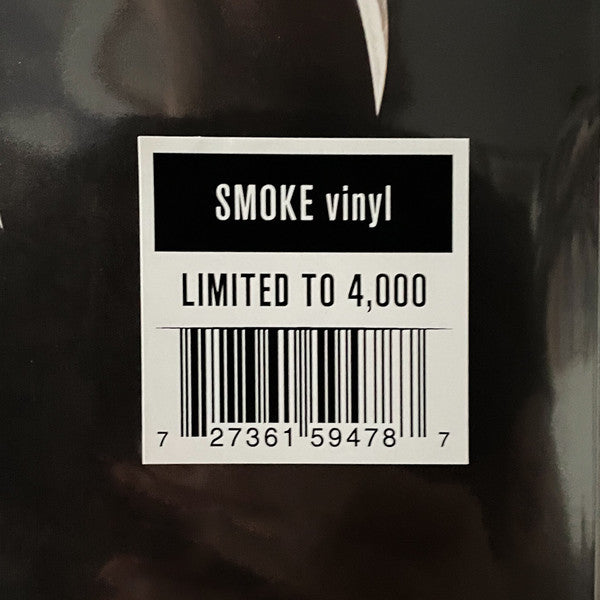 SMOKE vinyl
LIMITED TO 4,000
7 27361 59478 7